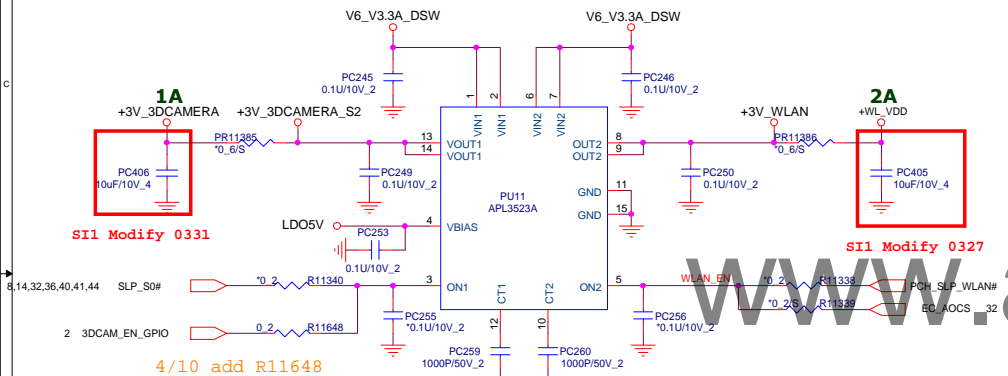 V6_V3.3A_DSW
V6_V3.3A_DSW
C
PC245
0.1U/10V_2
PC246
0.1U/10V_2
1A
2A
+3V_3DCAMERA
+3V_3DCAMERA_S2
1
2
6
7
+3V_WLAN
+WL_VDD
VIN1
VIN1
VIN2
VIN2
PR11385
*0_6/S
13
14
VOUT1
VOUT1
OUT2
OUT2
8
9
PR11386
*0_6/S
PC406
10uF/10V_4
PC249
0.1U/10V_2
PU11
APL3523A
GND
GND
11
15
PC250
0.1U/10V_2
PC405
10uF/10V_4
SI1 Modify 0331
LDO5V
4
VBIAS
PC253
0.1U/10V_2
SI1 Modify 0327
8,14,32,36,40,41,44 SLP_S0#
*0_2
R11340
3
ON1
CT1
CT2
ON2
5
WLAN_EN
*0_2
R11338
PCH_SLP_WLAN#
*0_2/S
R11339
EC_AOCS 32
2 3DCAM_EN_GPIO
0_2
R11648
PC255
*0.1U/10V_2
12
10
PC256
*0.1U/10V_2
PC259
1000P/50V_2
PC260
1000P/50V_2
4/10 add R11648
www.a